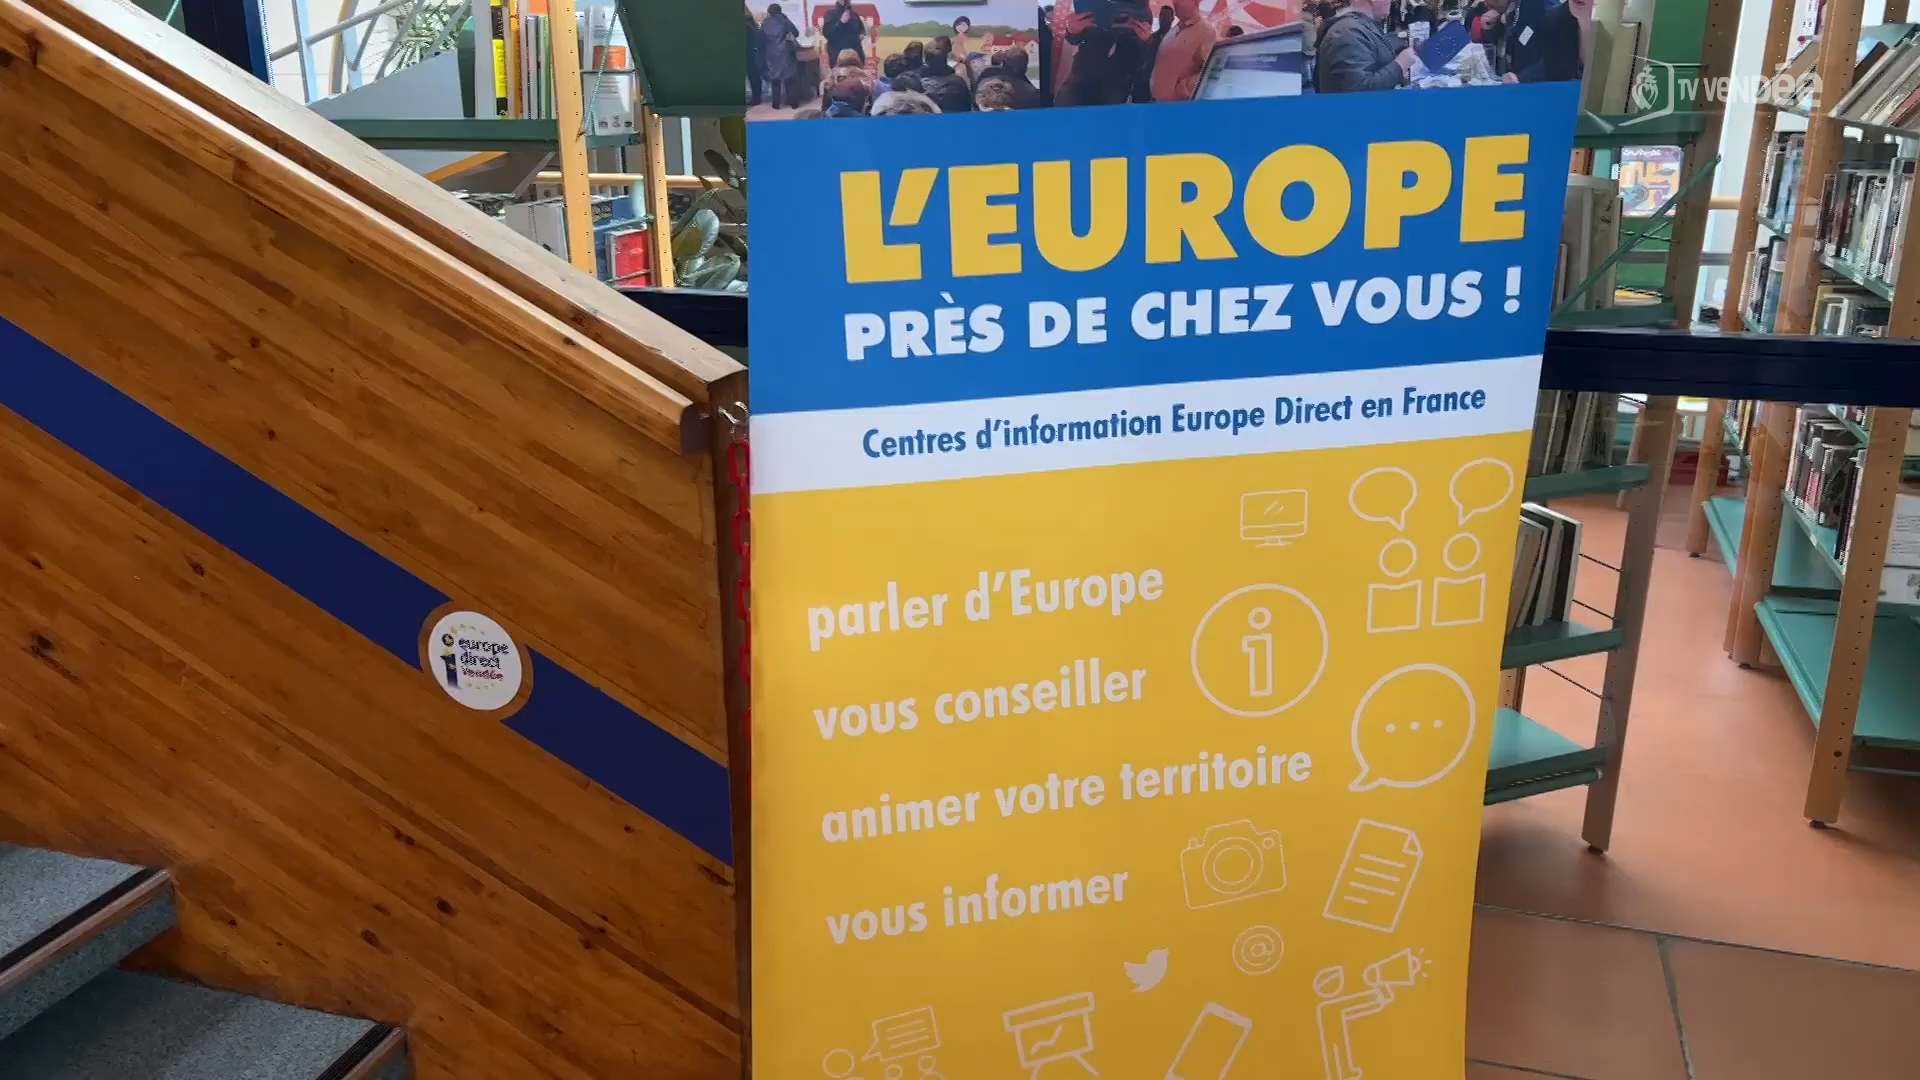 TV VENDÉE
L'EUROPE
PRÈS DE CHEZ VOUS !
Centres d'information Europe Direct en France
parler d'Europe
vous conseiller
animer votre territoire
vous informer
europe
direct
vendée